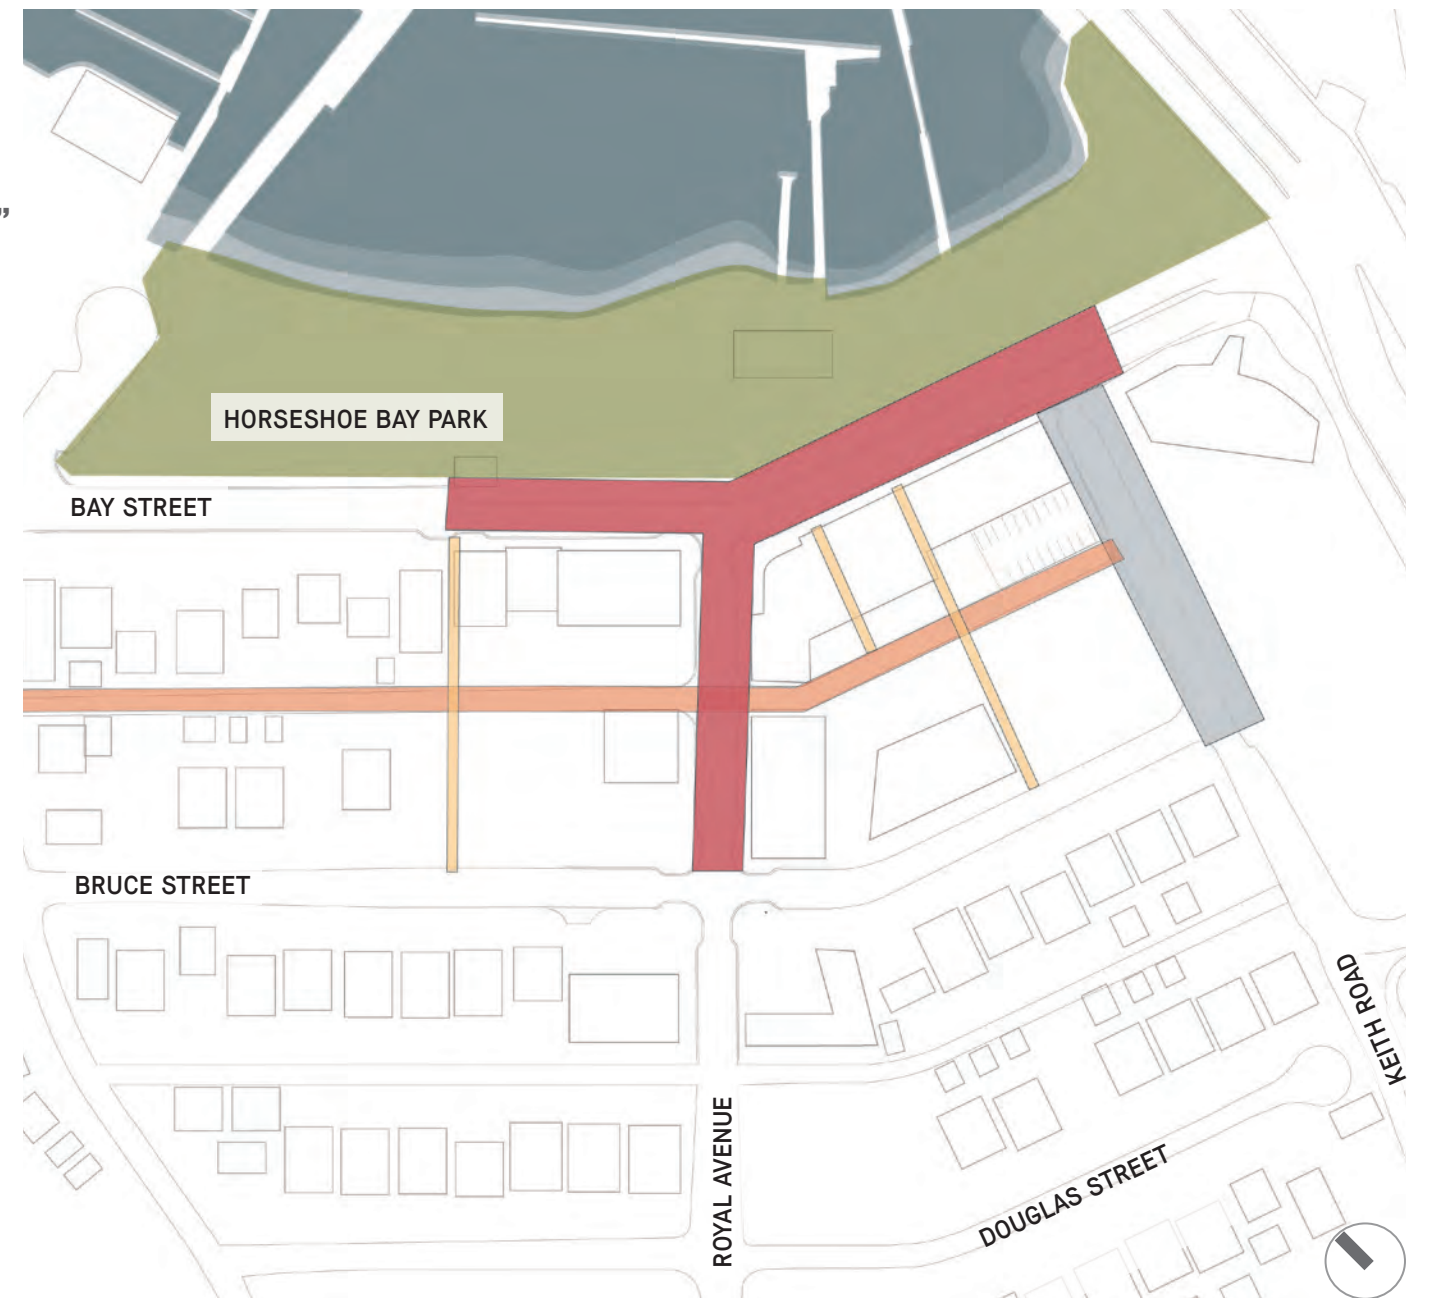 ”
HORSESHOE BAY PARK
BAY STREET
BRUCE STREET
KEITH ROAD
ROYAL AVENUE
DOUGLAS STREET